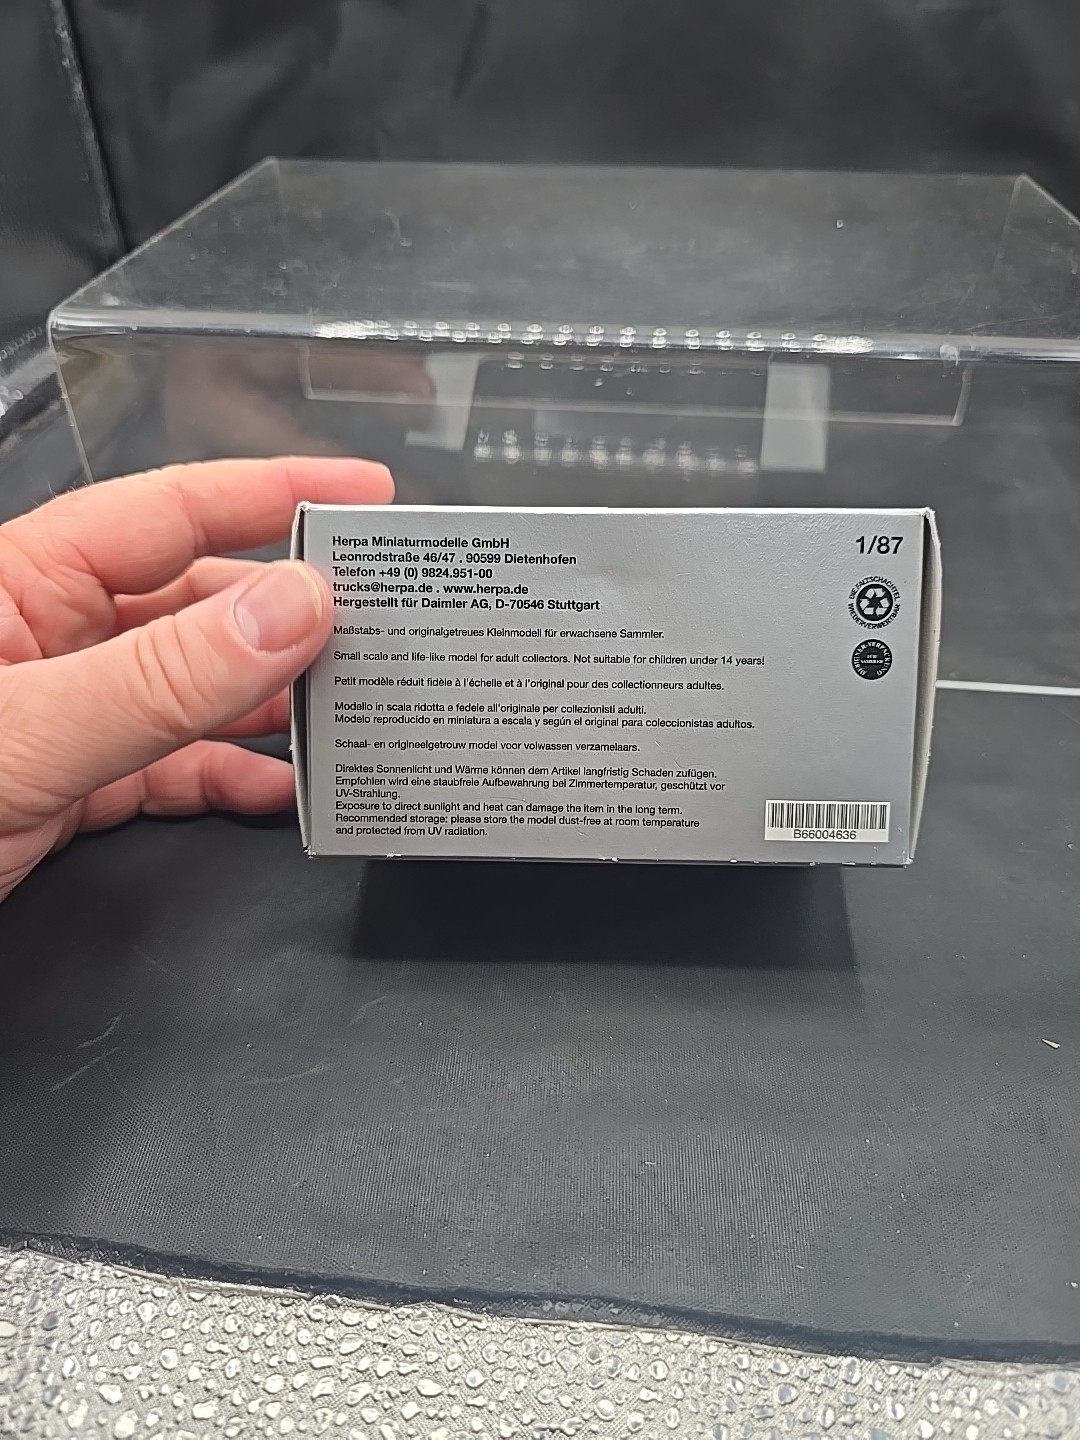 Herpa Miniaturmodelle GmbH
Leonrodstraße 46/47 . 90599 Dietenhofen
Telefon +49 (0) 9824.951-00
trucks@herpa.de . www.herpa.de
Hergestellt für Daimler AG, D-70546 Stuttgart
1/87
DIE FALTSCHACHTEL
WIEDERVERWERTBAR
FÜR
SAMMLER
Maßstabs- und originalgetreues Kleinmodell für erwachsene Sammler.
Small scale and life-like model for adult collectors. Not suitable for children under 14 years!
Petit modèle réduit fidèle à l'échelle et à l'original pour des collectionneurs adultes.
Modello in scala ridotta e fedele all'originale per collezionisti adulti.
Modelo reproducido en miniatura a escala y según el original para coleccionistas adultos.
Schaal- en origineelgetrouw model voor volwassen verzamelaars.
Direktes Sonnenlicht und Wärme können dem Artikel langfristig Schaden zufügen.
Empfohlen wird eine staubfreie Aufbewahrung bei Zimmertemperatur, geschützt vor
UV-Strahlung.
Exposure to direct sunlight and heat can damage the item in the long term.
Recommended storage: please store the model dust-free at room temperature
and protected from UV radiation.
B66004636